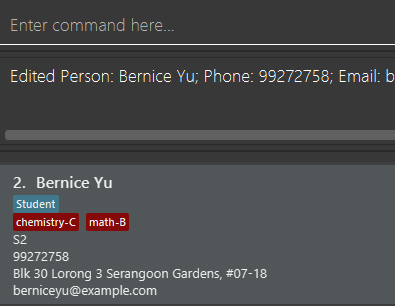 Enter command here...
Edited Person: Bernice Yu; Phone: 99272758; Email: b
2. Bernice Yu
Student
chemistry-C math-B
S2
99272758
Blk 30 Lorong 3 Serangoon Gardens, #07-18
berniceyu@example.com